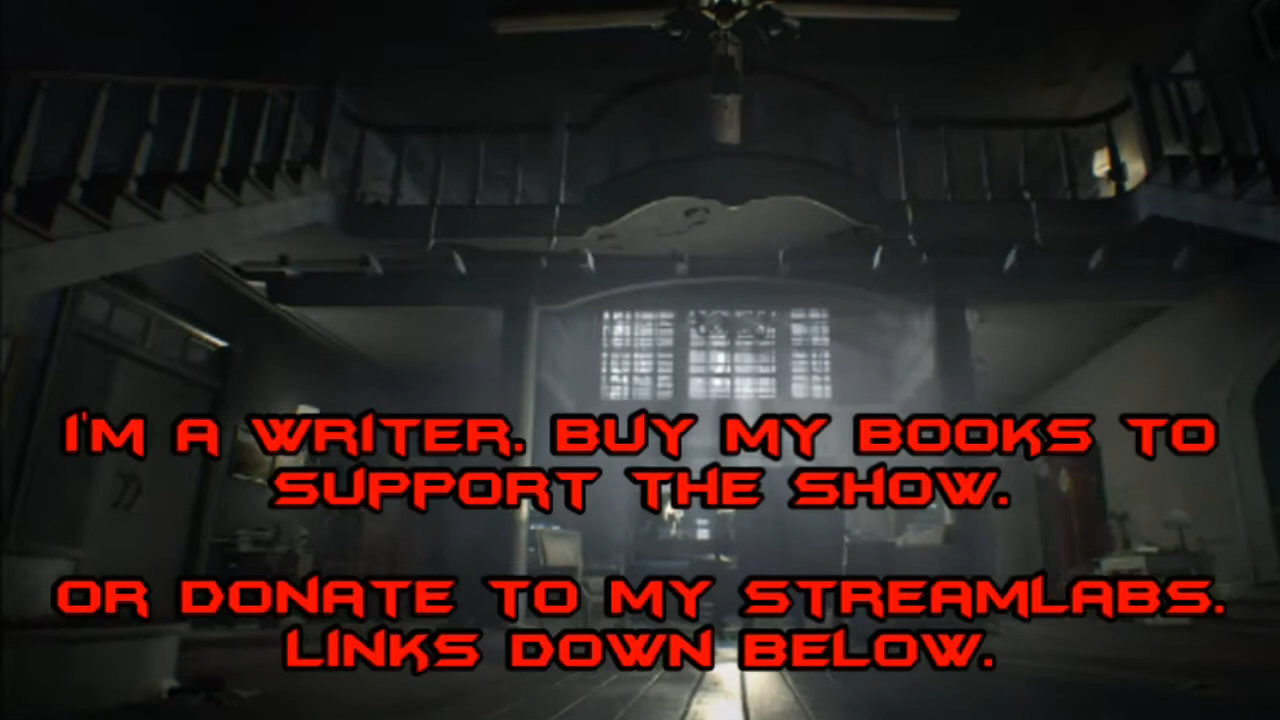 I'M A WRITER. BUY MY BOOKS TO
SUPPORT THE SHOW.
OR DONATE TO MY STREAMLABS.
LINKS DOWN BELOW.